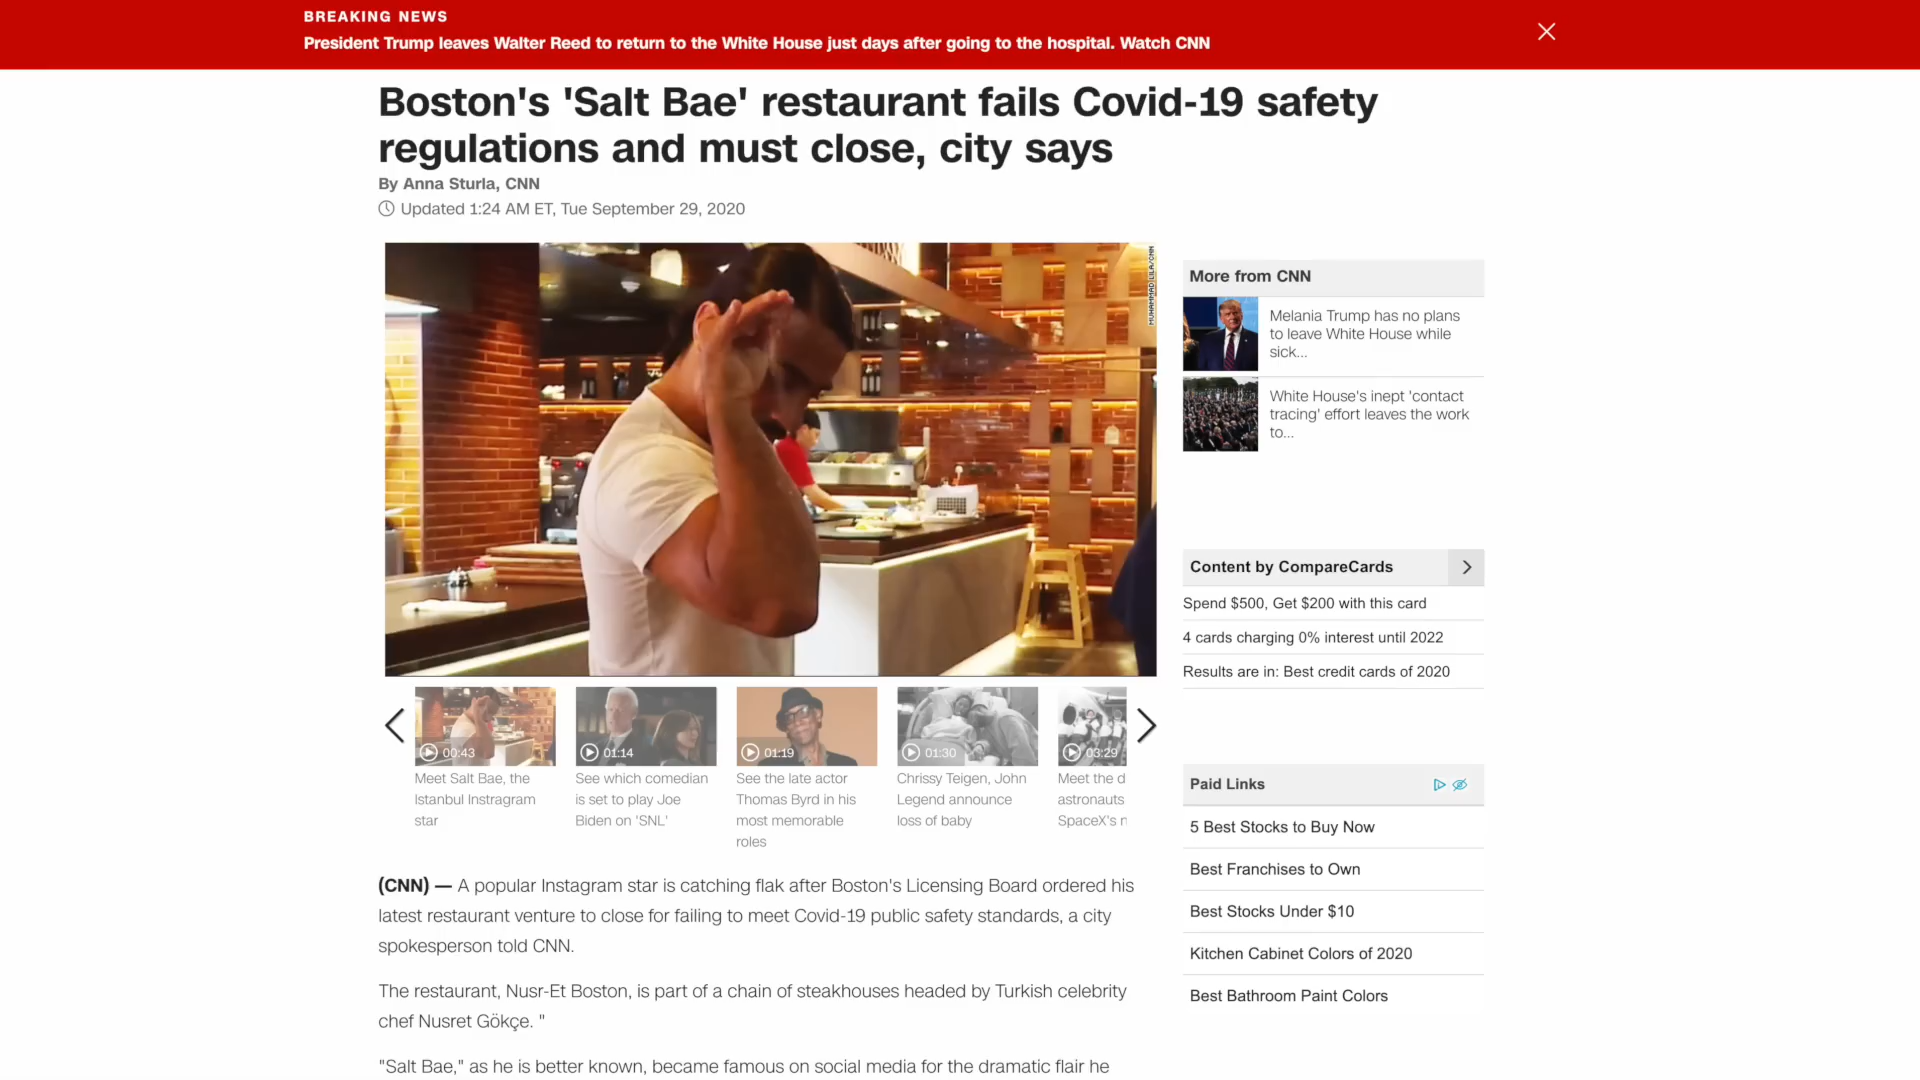 BREAKING NEWS
President Trump leaves Walter Reed to return to the White House just days after going to the hospital. Watch CNN
Boston's 'Salt Bae' restaurant fails Covid-19 safety
regulations and must close, city says
By Anna Sturla, CNN
Updated 1:24 AM ET, Tue September 29, 2020
MUHAMMAD LILA/CNN
00:43
Meet Salt Bae, the
Istanbul Instragram
star
01:14
See which comedian
is set to play Joe
Biden on 'SNL'
01:19
See the late actor
Thomas Byrd in his
most memorable
roles
01:30
Chrissy Teigen, John
Legend announce
loss of baby
03:29
Meet the d
astronauts
SpaceX's n
(CNN) — A popular Instagram star is catching flak after Boston's Licensing Board ordered his
latest restaurant venture to close for failing to meet Covid-19 public safety standards, a city
spokesperson told CNN.
The restaurant, Nusr-Et Boston, is part of a chain of steakhouses headed by Turkish celebrity
chef Nusret Gökçe. "
"Salt Bae," as he is better known, became famous on social media for the dramatic flair he
More from CNN
Melania Trump has no plans
to leave White House while
sick...
White House's inept 'contact
tracing' effort leaves the work
to...
Content by CompareCards
Spend $500, Get $200 with this card
4 cards charging 0% interest until 2022
Results are in: Best credit cards of 2020
Paid Links
5 Best Stocks to Buy Now
Best Franchises to Own
Best Stocks Under $10
Kitchen Cabinet Colors of 2020
Best Bathroom Paint Colors